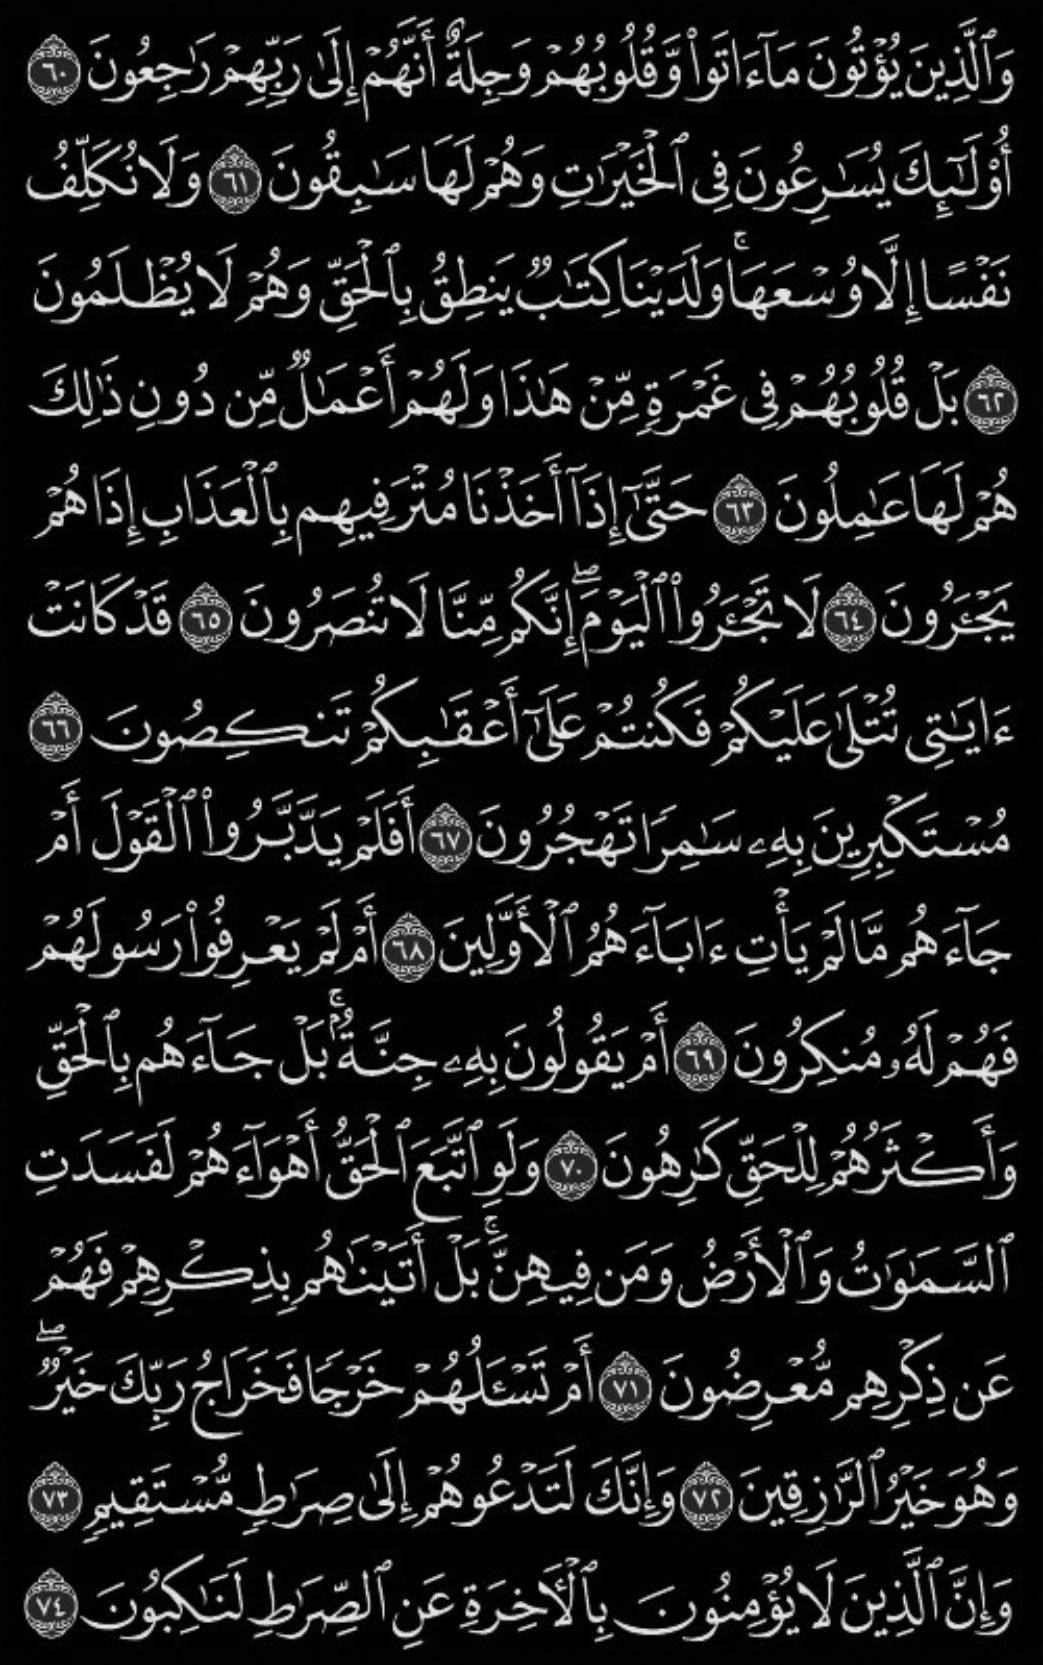 وَٱلَّذِينَ يُؤۡتُونَ مَآ ءَاتَواْ وَّقُلُوبُهُمۡ وَجِلَةٌ أَنَّهُمۡ إِلَىٰ رَبِّهِمۡ رَٰجِعُونَ ٦٠
أُوْلَٰٓئِكَ يُسَٰرِعُونَ فِي ٱلۡخَيۡرَٰتِ وَهُمۡ لَهَا سَٰبِقُونَ ٦١ وَلَا نُكَلِّفُ
نَفۡسًا إِلَّا وُسۡعَهَاۚ وَلَدَيۡنَا كِتَٰبٞ يَنطِقُ بِٱلۡحَقِّ وَهُمۡ لَا يُظۡلَمُونَ
٦٢ بَلۡ قُلُوبُهُمۡ فِي غَمۡرَةٖ مِّنۡ هَٰذَا وَلَهُمۡ أَعۡمَٰلٞ مِّن دُونِ ذَٰلِكَ
هُمۡ لَهَا عَٰمِلُونَ ٦٣ حَتَّىٰٓ إِذَآ أَخَذۡنَا مُتۡرَفِيهِم بِٱلۡعَذَابِ إِذَا هُمۡ
يَجۡـَٔرُونَ ٦٤ لَا تَجۡـَٔرُواْ ٱلۡيَوۡمَۖ إِنَّكُم مِّنَّا لَا تُنصَرُونَ ٦٥ قَدۡ كَانَتۡ
ءَايَٰتِي تُتۡلَىٰ عَلَيۡكُمۡ فَكُنتُمۡ عَلَىٰٓ أَعۡقَٰبِكُمۡ تَنكِصُونَ ٦٦
مُسۡتَكۡبِرِينَ بِهِۦ سَٰمِرٗا تَهۡجُرُونَ ٦٧ أَفَلَمۡ يَدَّبَّرُواْ ٱلۡقَوۡلَ أَمۡ
جَآءَهُم مَّا لَمۡ يَأۡتِ ءَابَآءَهُمُ ٱلۡأَوَّلِينَ ٦٨ أَمۡ لَمۡ يَعۡرِفُواْ رَسُولَهُمۡ
فَهُمۡ لَهُۥ مُنكِرُونَ ٦٩ أَمۡ يَقُولُونَ بِهِۦ جِنَّةُۢۚ بَلۡ جَآءَهُم بِٱلۡحَقِّ
وَأَكۡثَرُهُمۡ لِلۡحَقِّ كَٰرِهُونَ ٧٠ وَلَوِ ٱتَّبَعَ ٱلۡحَقُّ أَهۡوَآءَهُمۡ لَفَسَدَتِ
ٱلسَّمَٰوَٰتُ وَٱلۡأَرۡضُ وَمَن فِيهِنَّۚ بَلۡ أَتَيۡنَٰهُم بِذِكۡرِهِمۡ فَهُمۡ
عَن ذِكۡرِهِم مُّعۡرِضُونَ ٧١ أَمۡ تَسۡـَٔلُهُمۡ خَرۡجٗا فَخَرَاجُ رَبِّكَ خَيۡرٞۖ
وَهُوَ خَيۡرُ ٱلرَّٰزِقِينَ ٧٢ وَإِنَّكَ لَتَدۡعُوهُمۡ إِلَىٰ صِرَٰطٖ مُّسۡتَقِيمٖ ٧٣
وَإِنَّ ٱلَّذِينَ لَا يُؤۡمِنُونَ بِٱلۡأٓخِرَةِ عَنِ ٱلصِّرَٰطِ لَنَٰكِبُونَ ٧٤